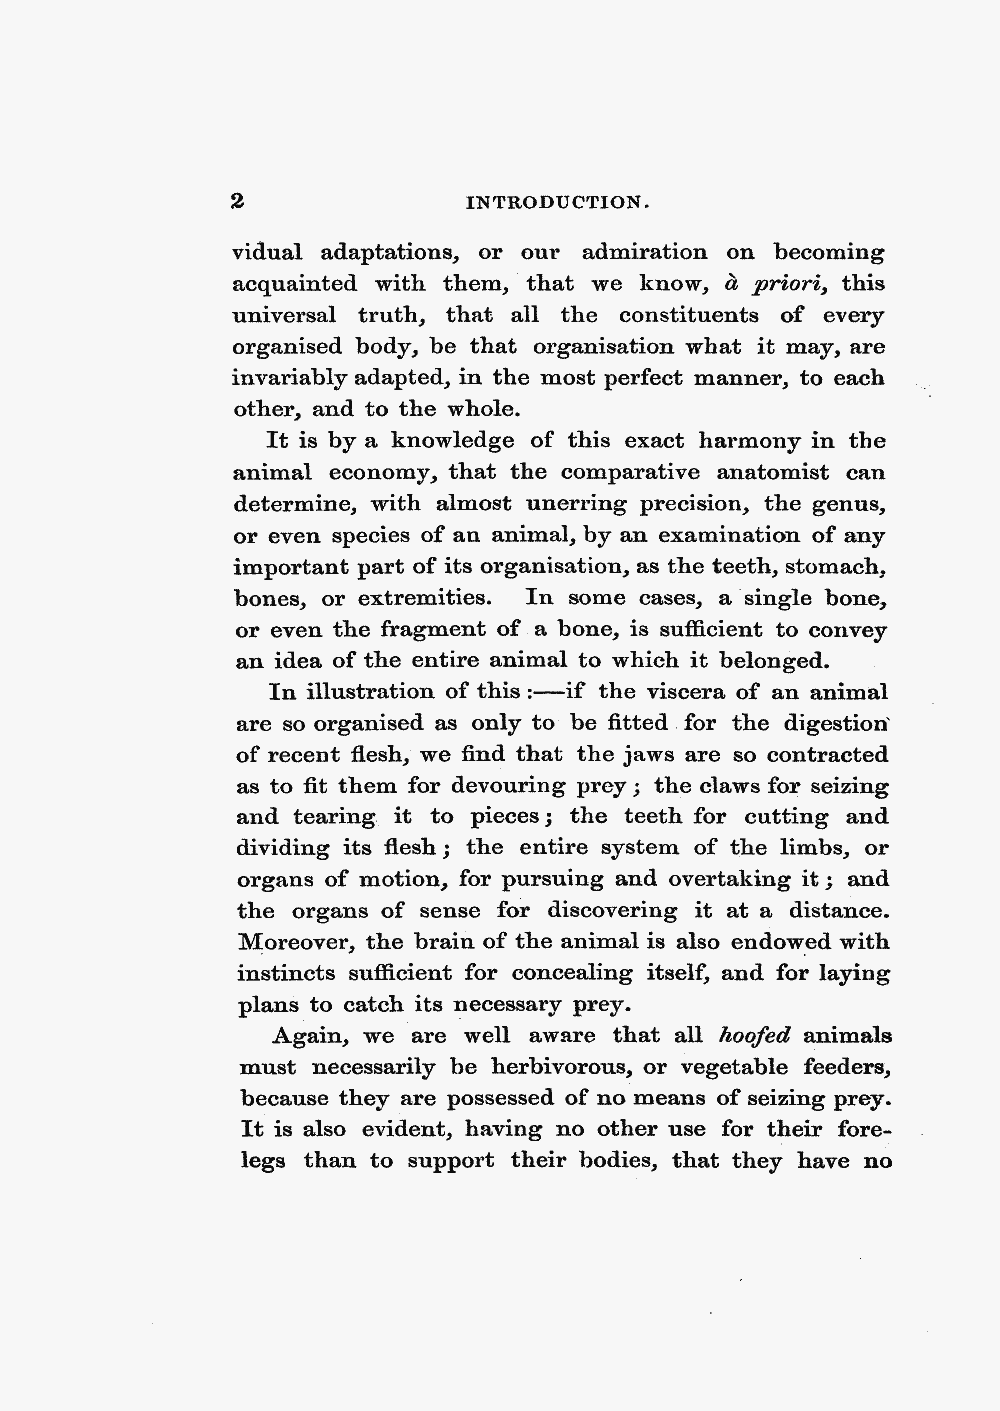 2 INTRODUCTION.
vidual adaptations, or our admiration on becoming
acquainted with them, that we know, à priori, this
universal truth, that all the constituents of every
organised body, be that organisation what it may, are
invariably adapted, in the most perfect manner, to each
other, and to the whole.
It is by a knowledge of this exact harmony in the
animal economy, that the comparative anatomist can
determine, with almost unerring precision, the genus,
or even species of an animal, by an examination of any
important part of its organisation, as the teeth, stomach,
bones, or extremities. In some cases, a single bone,
or even the fragment of a bone, is sufficient to convey
an idea of the entire animal to which it belonged.
In illustration of this :—if the viscera of an animal
are so organised as only to be fitted for the digestion
of recent flesh, we find that the jaws are so contracted
as to fit them for devouring prey ; the claws for seizing
and tearing it to pieces ; the teeth for cutting and
dividing its flesh ; the entire system of the limbs, or
organs of motion, for pursuing and overtaking it ; and
the organs of sense for discovering it at a distance.
Moreover, the brain of the animal is also endowed with
instincts sufficient for concealing itself, and for laying
plans to catch its necessary prey.
Again, we are well aware that all hoofed animals
must necessarily be herbivorous, or vegetable feeders,
because they are possessed of no means of seizing prey.
It is also evident, having no other use for their fore-
legs than to support their bodies, that they have no